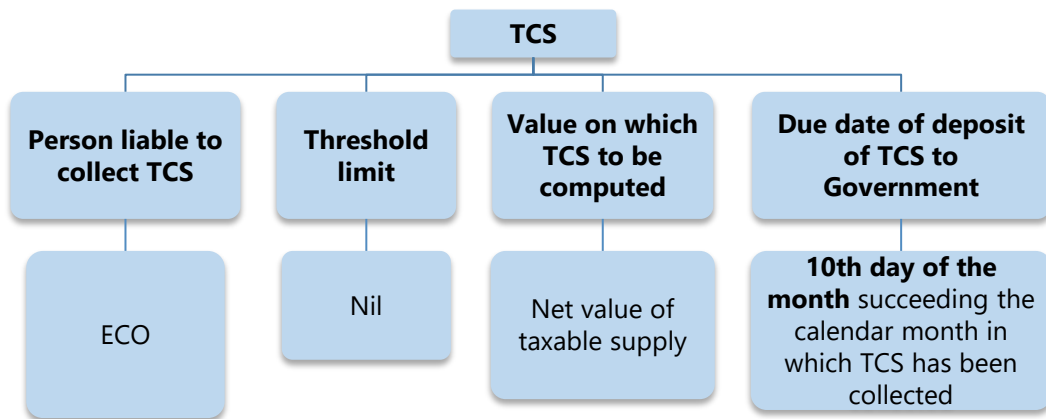 TCS
Person liable to
collect TCS
Threshold
limit
Value on which
TCS to be
computed
Due date of deposit
of TCS to
Government
ECO
Nil
Net value of
taxable supply
10th day of the
month succeeding the
calendar month in
which TCS has been
collected